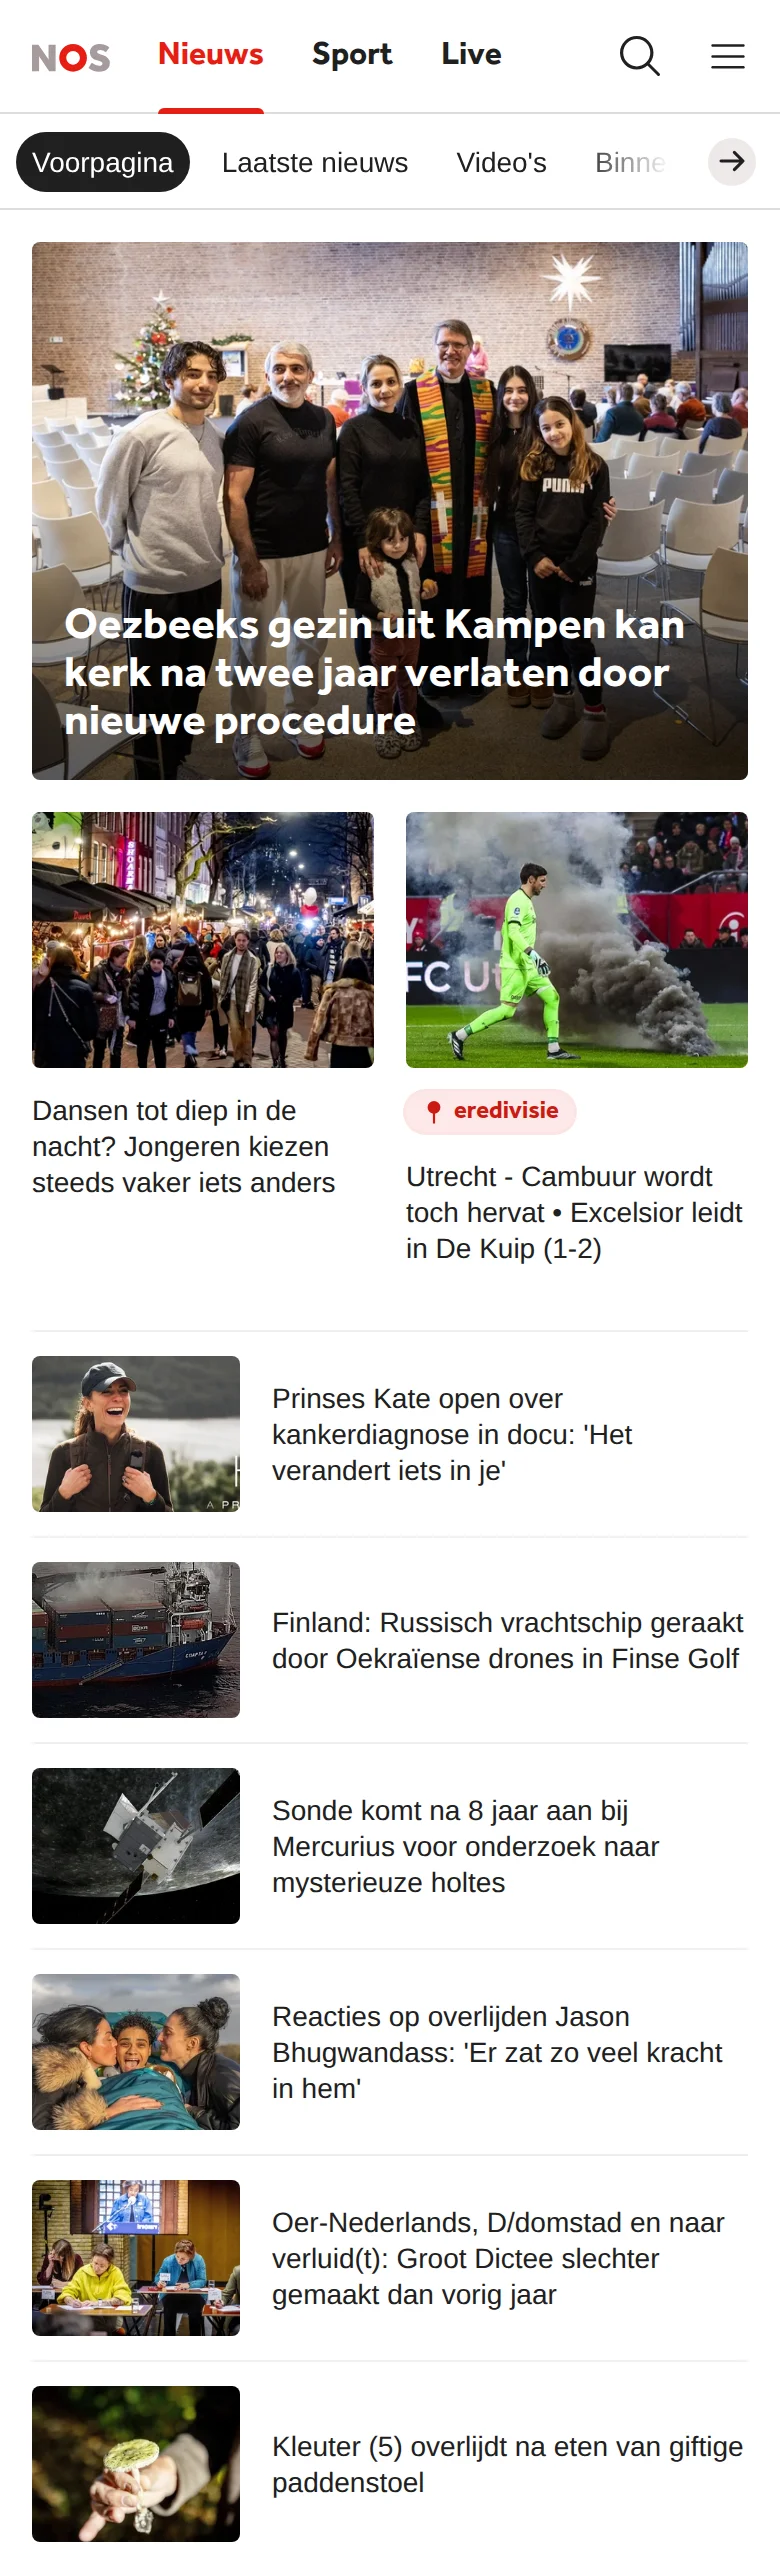 NOS
Nieuws
Sport
Live
Voorpagina
Laatste nieuws
Video's
Binne
PUMA
Oezbeeks gezin uit Kampen kan
kerk na twee jaar verlaten door
nieuwe procedure
FC Ut
Dansen tot diep in de
nacht? Jongeren kiezen
steeds vaker iets anders
eredivisie
Utrecht - Cambuur wordt
toch hervat • Excelsior leidt
in De Kuip (1-2)
H
A PR
Prinses Kate open over
kankerdiagnose in docu: 'Het
verandert iets in je'
Finland: Russisch vrachtschip geraakt
door Oekraïense drones in Finse Golf
Sonde komt na 8 jaar aan bij
Mercurius voor onderzoek naar
mysterieuze holtes
Reacties op overlijden Jason
Bhugwandass: 'Er zat zo veel kracht
in hem'
Oer-Nederlands, D/domstad en naar
verluid(t): Groot Dictee slechter
gemaakt dan vorig jaar
Kleuter (5) overlijdt na eten van giftige
paddenstoel